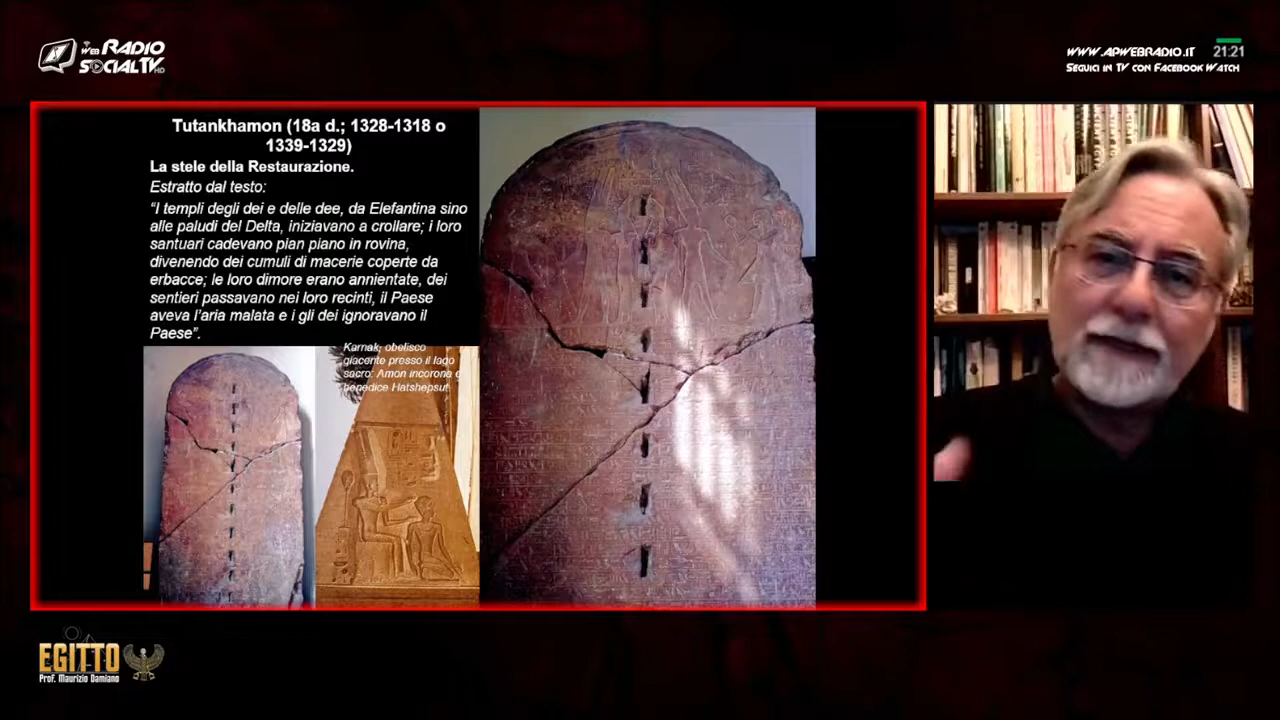 WEB RADIO
SOCIALTV HD
WWW.APWEBRADIO.IT
21:21
SEGUICI IN TV CON FACEBOOK WATCH
Tutankhamon (18a d.; 1328-1318 o
1339-1329)
La stele della Restaurazione.
Estratto dal testo:
“I templi degli dei e delle dee, da Elefantina sino
alle paludi del Delta, iniziavano a crollare; i loro
santuari cadevano pian piano in rovina,
divenendo dei cumuli di macerie coperte da
erbacce; le loro dimore erano annientate, dei
sentieri passavano nei loro recinti, il Paese
aveva l’aria malata e i gli dei ignoravano il
Paese”.
Karnak, obelisco
giacente presso il lago
sacro: Amon incorona e
benedice Hatshepsut
EGITTO
Prof. Maurizio Damiano